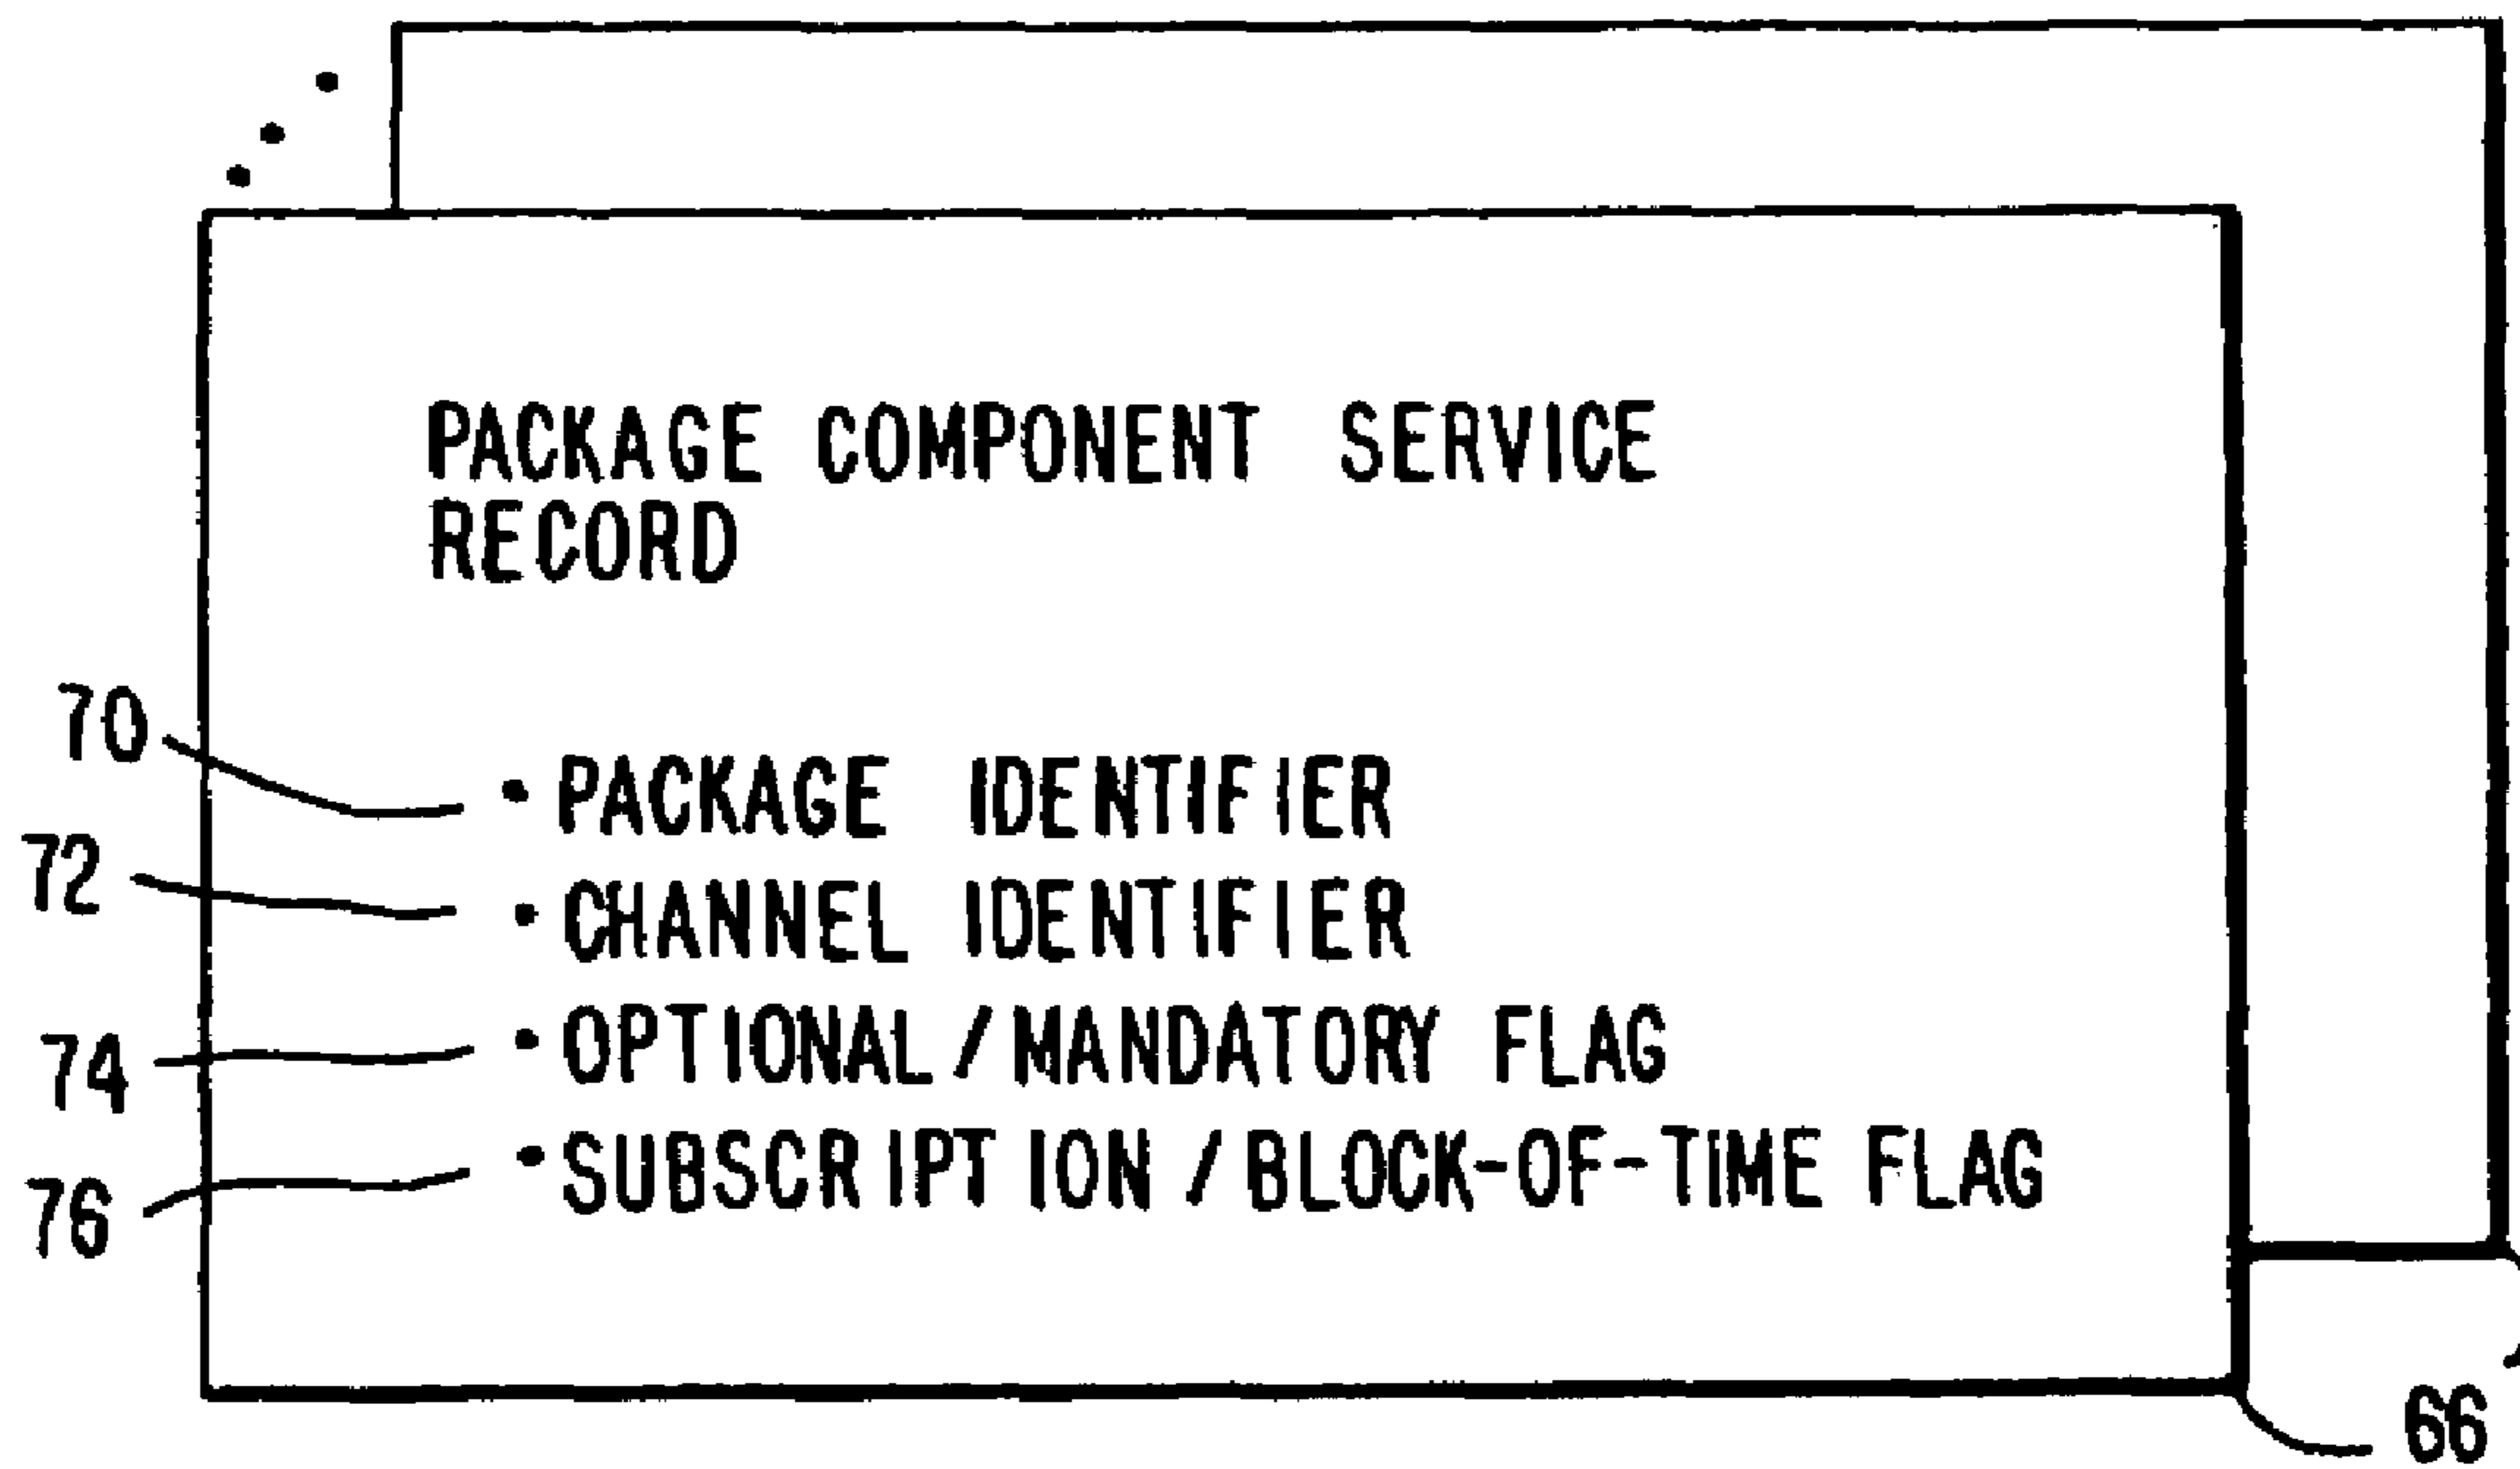 PACKAGE COMPONENT SERVICE
RECORD
70
• PACKAGE IDENTIFIER
72
• CHANNEL IDENTIFIER
74
• OPTIONAL/MANDATORY FLAG
76
• SUBSCRIPTION/BLOCK-OF-TIME FLAG
66